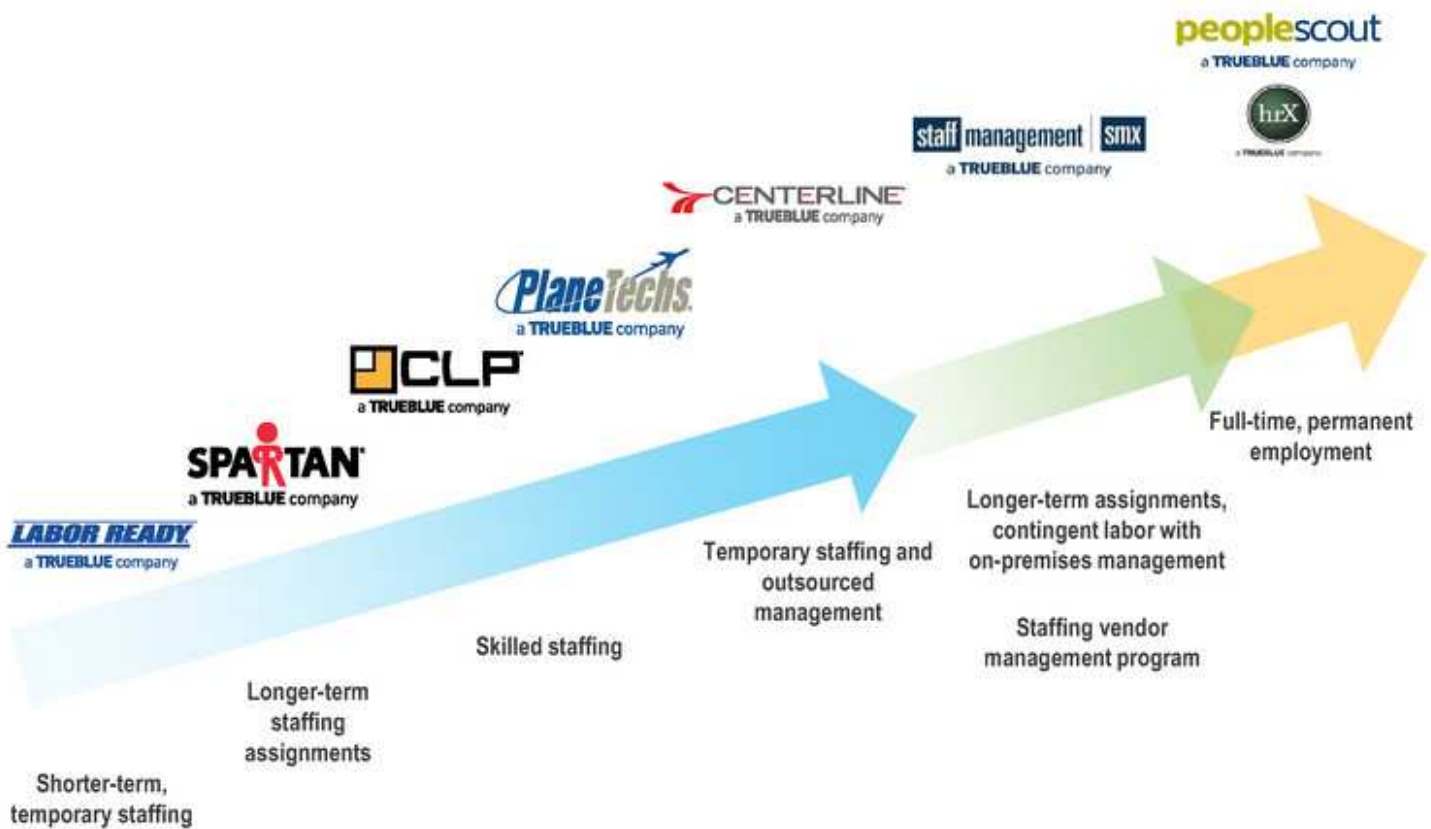 peoplescout
a TRUEBLUE company
hrX
a TRUEBLUE company
staff management | smx
a TRUEBLUE company
CENTERLINE
a TRUEBLUE company
PlaneTechs.
a TRUEBLUE company
CLP
a TRUEBLUE company
SPARTAN
a TRUEBLUE company
LABOR READY
a TRUEBLUE company
Full-time, permanent
employment
Longer-term assignments,
contingent labor with
on-premises management
Staffing vendor
management program
Temporary staffing and
outsourced
management
Skilled staffing
Longer-term
staffing
assignments
Shorter-term,
temporary staffing